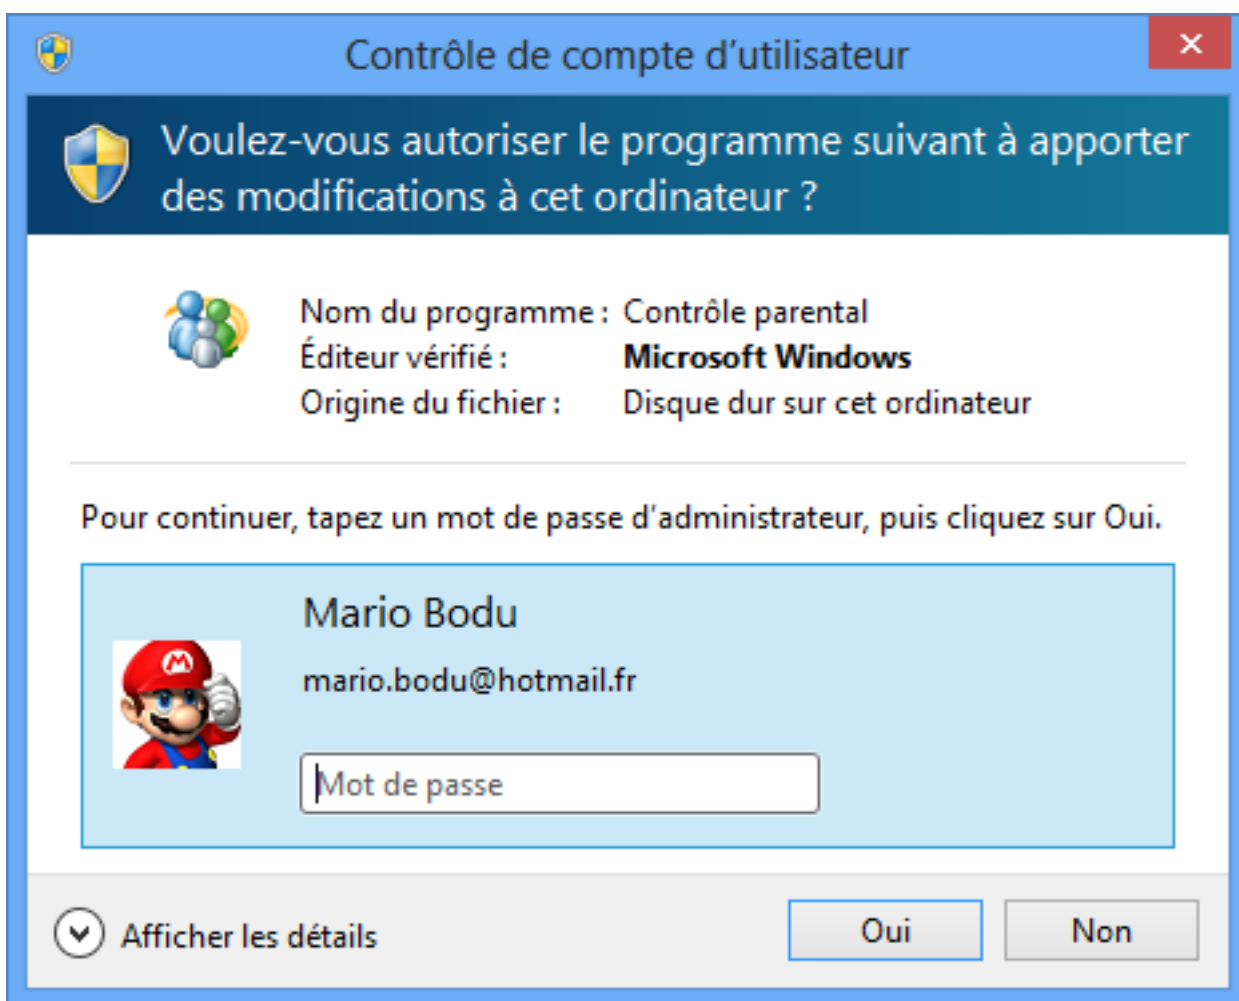 Contrôle de compte d'utilisateur
Voulez-vous autoriser le programme suivant à apporter
des modifications à cet ordinateur ?
Nom du programme : Contrôle parental
Éditeur vérifié : Microsoft Windows
Origine du fichier : Disque dur sur cet ordinateur
Pour continuer, tapez un mot de passe d'administrateur, puis cliquez sur Oui.
Mario Bodu
mario.bodu@hotmail.fr
Mot de passe
Afficher les détails
Oui
Non